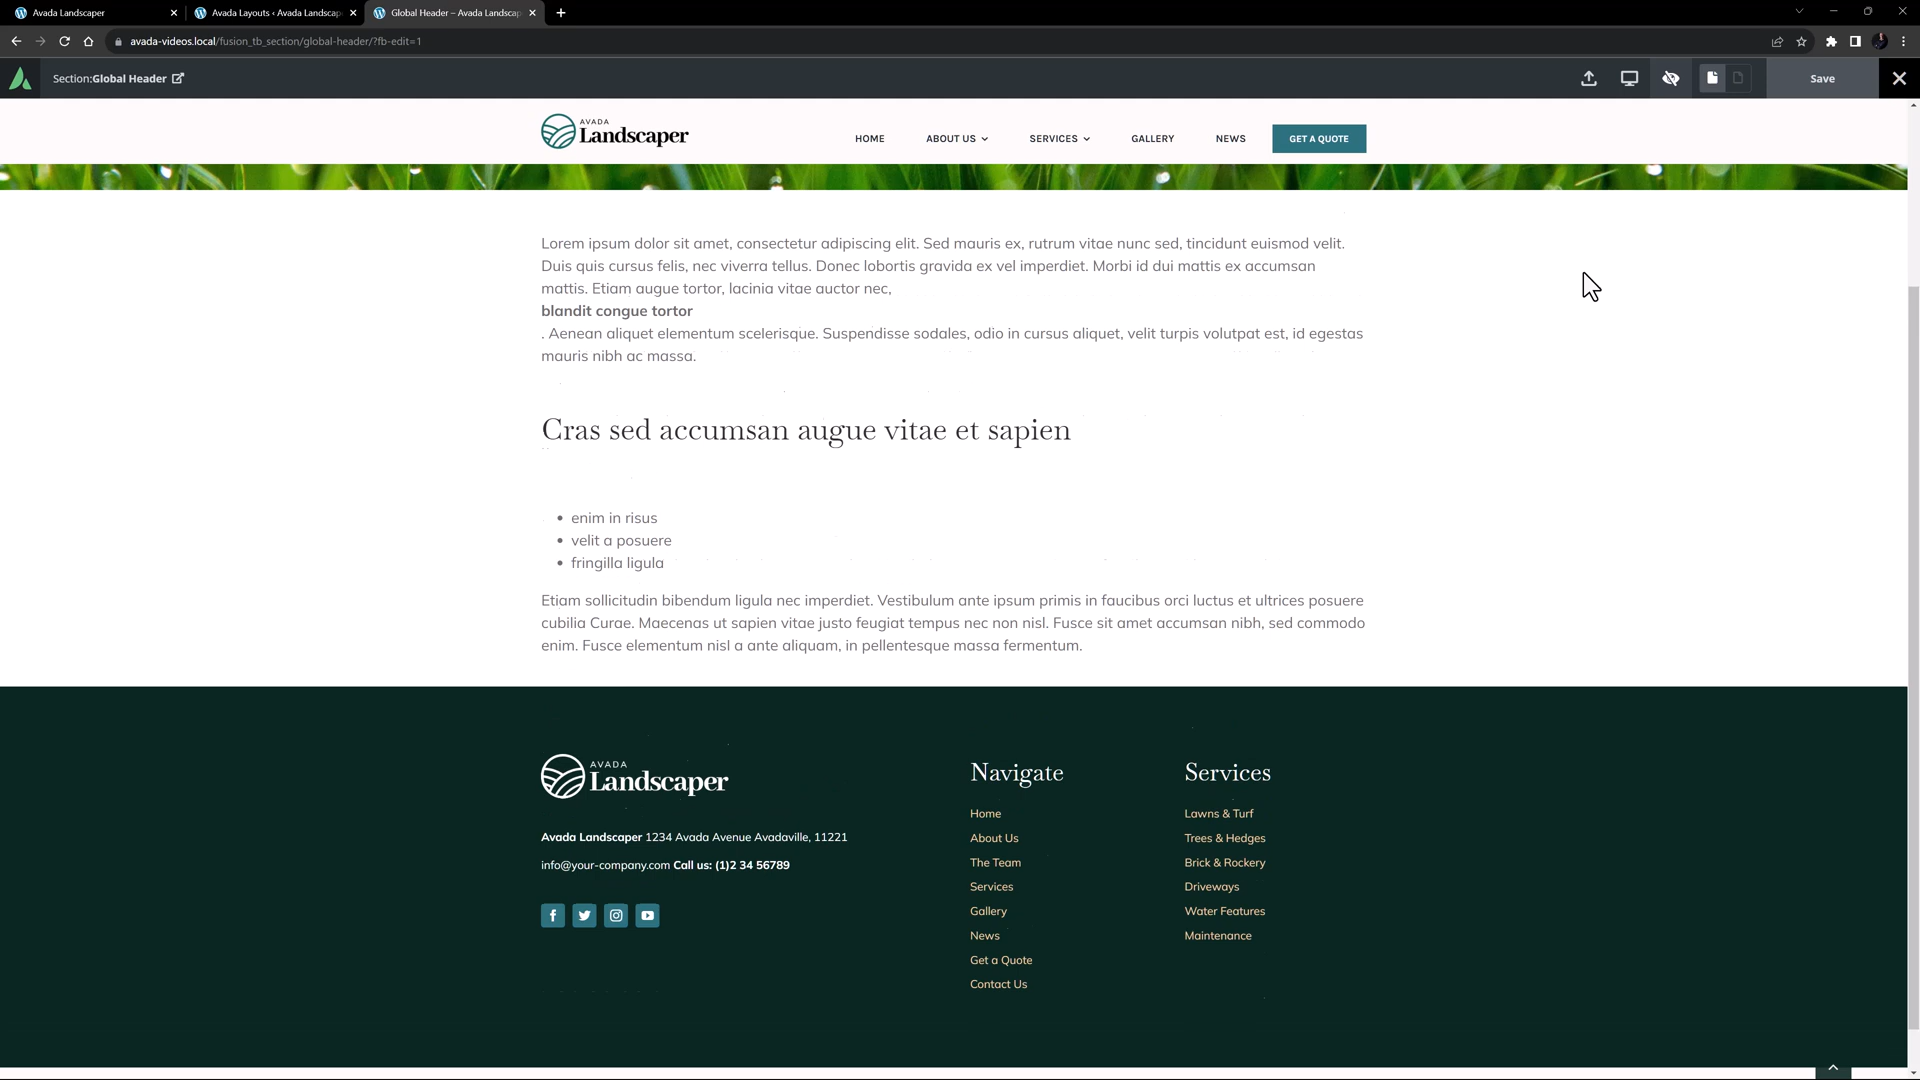 Avada Landscaper
Avada Layouts ‹ Avada Landscap
Global Header – Avada Landscap
avada-videos.local/fusion_tb_section/global-header/?fb-edit=1
Section:Global Header
Save
AVADA
Landscaper
HOME
ABOUT US
SERVICES
GALLERY
NEWS
GET A QUOTE
Lorem ipsum dolor sit amet, consectetur adipiscing elit. Sed mauris ex, rutrum vitae nunc sed, tincidunt euismod velit.
Duis quis cursus felis, nec viverra tellus. Donec lobortis gravida ex vel imperdiet. Morbi id dui mattis ex accumsan
mattis. Etiam augue tortor, lacinia vitae auctor nec,
blandit congue tortor
. Aenean aliquet elementum scelerisque. Suspendisse sodales, odio in cursus aliquet, velit turpis volutpat est, id egestas
mauris nibh ac massa.
Cras sed accumsan augue vitae et sapien
• enim in risus
• velit a posuere
• fringilla ligula
Etiam sollicitudin bibendum ligula nec imperdiet. Vestibulum ante ipsum primis in faucibus orci luctus et ultrices posuere
cubilia Curae. Maecenas ut sapien vitae justo feugiat tempus nec non nisl. Fusce sit amet accumsan nibh, sed commodo
enim. Fusce elementum nisl a ante aliquam, in pellentesque massa fermentum.
AVADA
Landscaper
Avada Landscaper 1234 Avada Avenue Avadaville, 11221
info@your-company.com Call us: (1)2 34 56789
Navigate
Home
About Us
The Team
Services
Gallery
News
Get a Quote
Contact Us
Services
Lawns & Turf
Trees & Hedges
Brick & Rockery
Driveways
Water Features
Maintenance